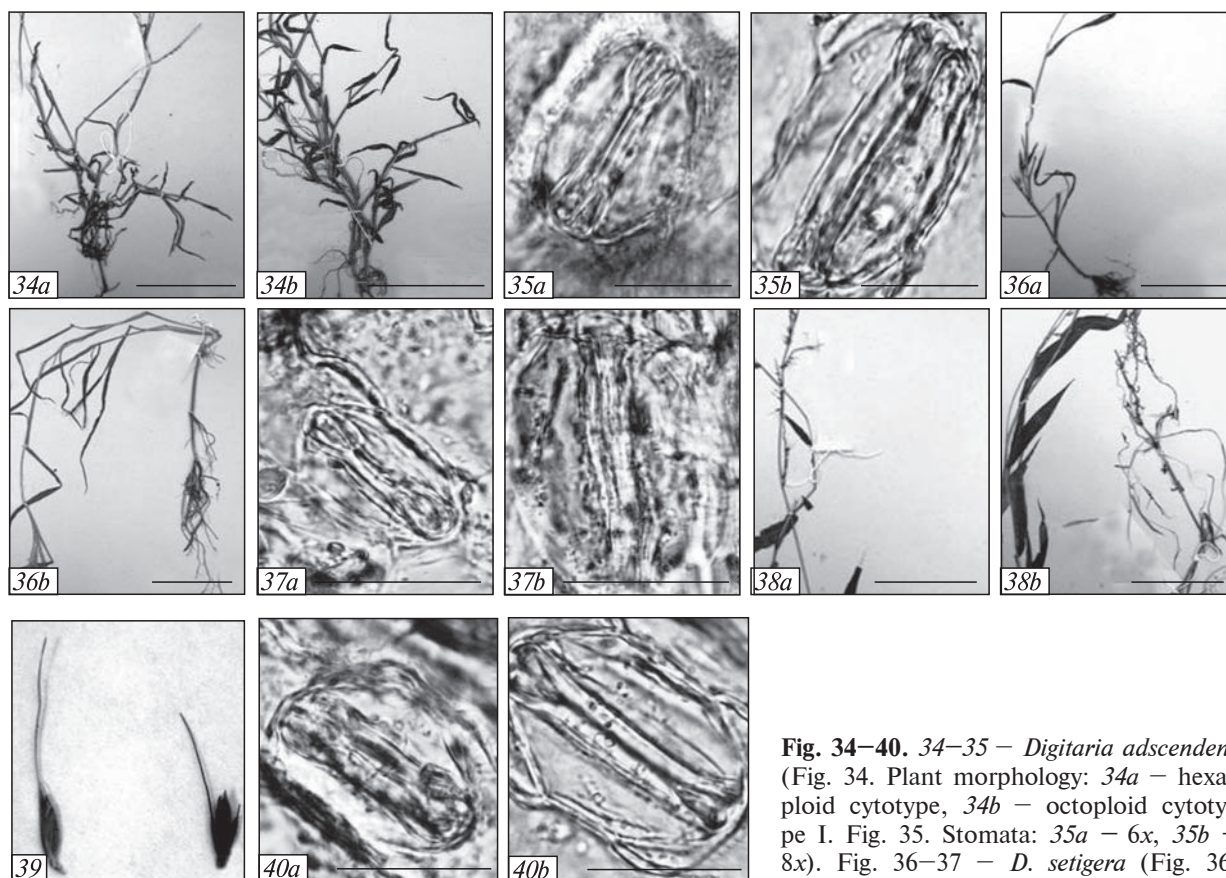 34a
34b
35a
35b
36a
36b
37a
37b
38a
38b
39
40a
40b
Fig. 34–40. 34–35 – Digitaria adscenden
(Fig. 34. Plant morphology: 34a – hexa-
ploid cytotype, 34b – octoploid cytoty-
pe I. Fig. 35. Stomata: 35a – 6x, 35b –
8x). Fig. 36–37 – D. setigera (Fig. 36